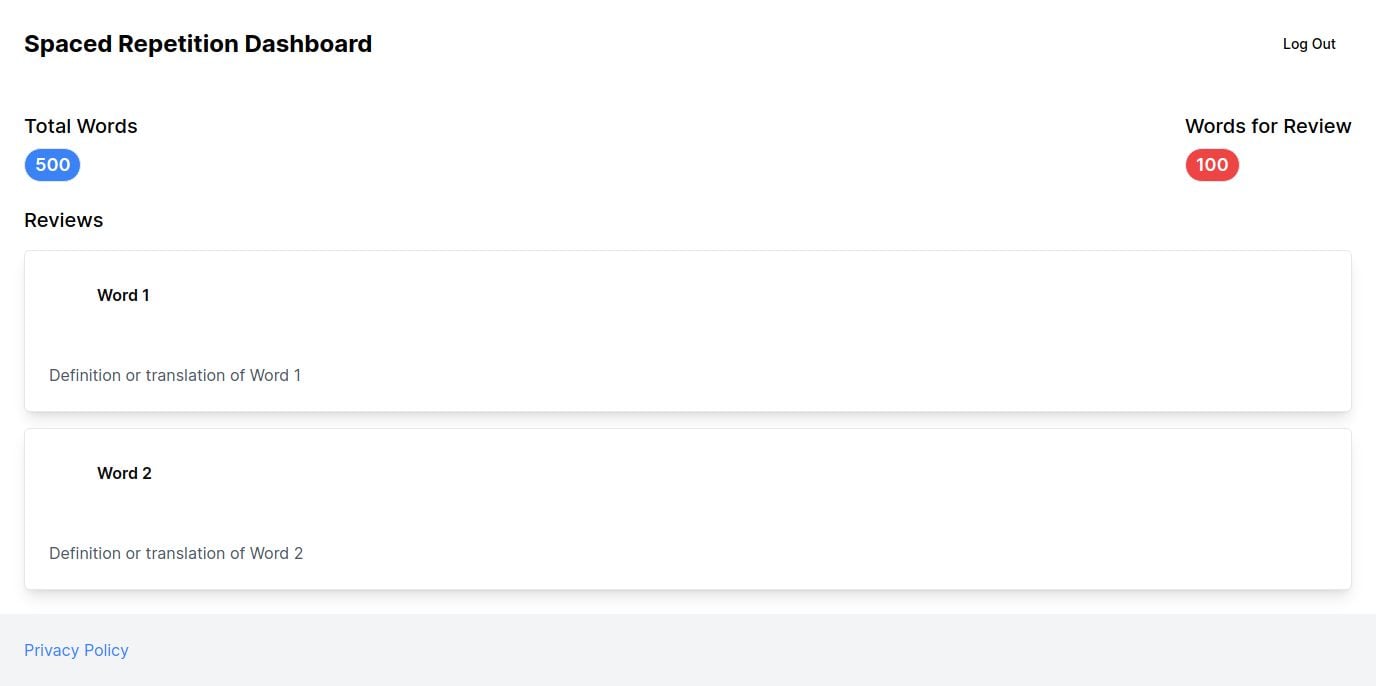 Spaced Repetition Dashboard
Log Out
Total Words
500
Words for Review
100
Reviews
Word 1
Definition or translation of Word 1
Word 2
Definition or translation of Word 2
Privacy Policy